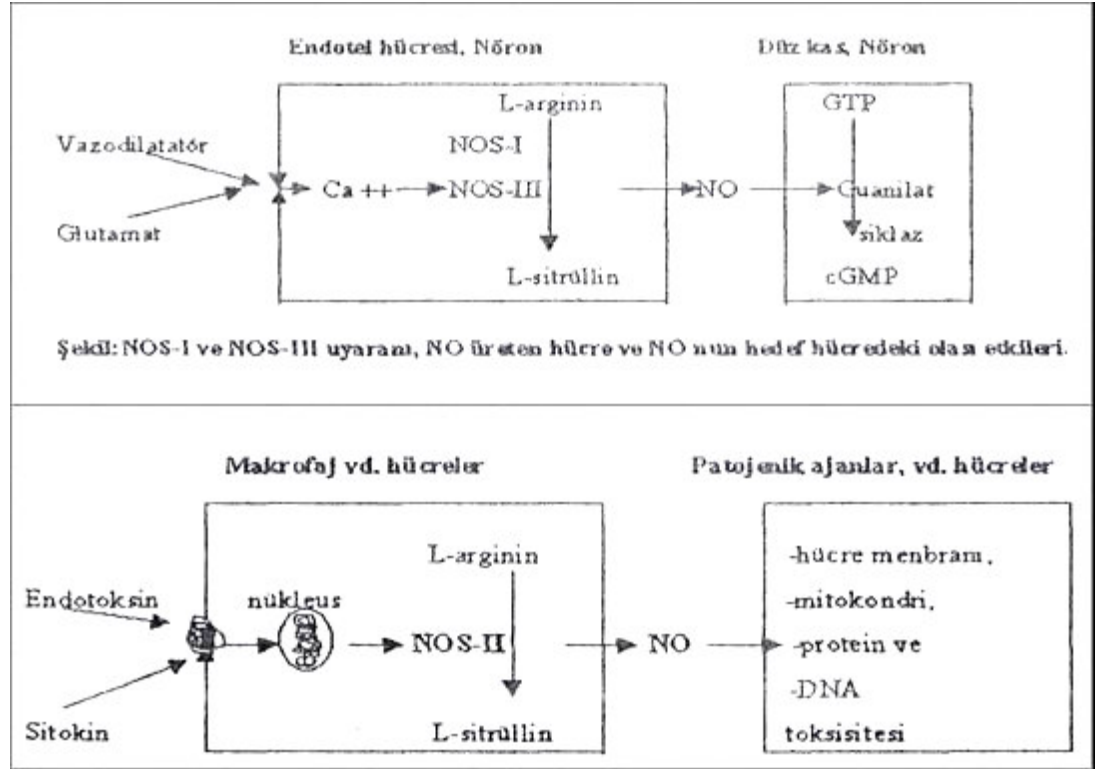 Endotel hücresi, Nöron
Düz kas, Nöron
L-arginin
GTP
Vazodilatatör
NOS-I
Ca ++
NOS-III
NO
Guanilat
Glutamat
siklaz
L-sitrüllin
cGMP
Şekil: NOS-I ve NOS-III uyaranı, NO üreten hücre ve NO nun hedef hücredeki olası etkileri.
Makrofaj vd. hücreler
Patojenik ajanlar, vd. hücreler
L-arginin
-hücre menbranı,
Endotoksin
nükleus
-mitokondri,
NOS-II
NO
-protein ve
-DNA
Sitokin
L-sitrüllin
toksisitesi